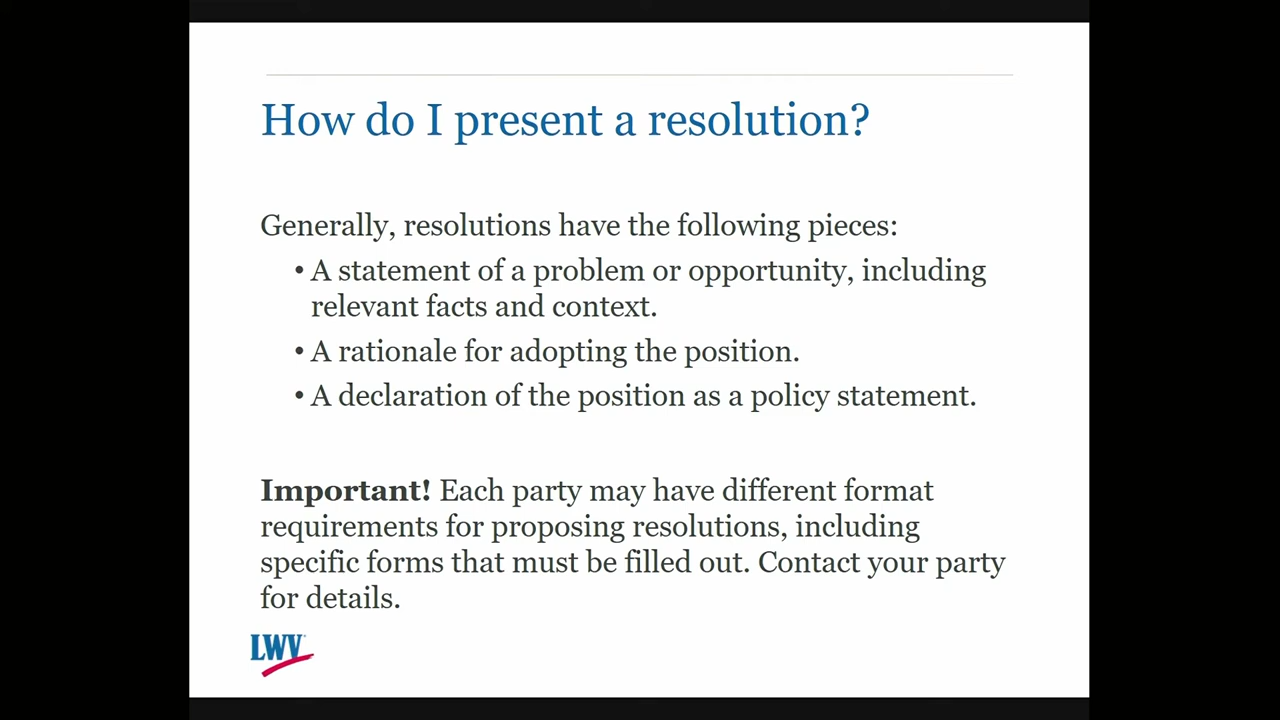 How do I present a resolution?
Generally, resolutions have the following pieces:
• A statement of a problem or opportunity, including
relevant facts and context.
• A rationale for adopting the position.
• A declaration of the position as a policy statement.
Important! Each party may have different format
requirements for proposing resolutions, including
specific forms that must be filled out. Contact your party
for details.
LWV